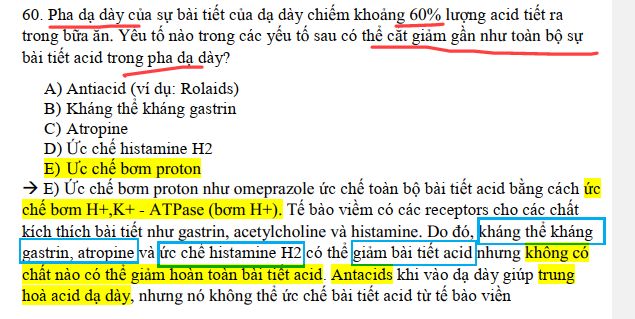 60. Pha dạ dày của sự bài tiết của dạ dày chiếm khoảng 60% lượng acid tiết ra
trong bữa ăn. Yếu tố nào trong các yếu tố sau có thể cắt giảm gần như toàn bộ sự
bài tiết acid trong pha dạ dày?
A) Antiacid (ví dụ: Rolaids)
B) Kháng thể kháng gastrin
C) Atropine
D) Ức chế histamine H2
E) Ức chế bơm proton
→ E) Ức chế bơm proton như omeprazole ức chế toàn bộ bài tiết acid bằng cách ức
chế bơm H+,K+ - ATPase (bơm H+). Tế bào viềm có các receptors cho các chất
kích thích bài tiết như gastrin, acetylcholine và histamine. Do đó, kháng thể kháng
gastrin, atropine và ức chế histamine H2 có thể giảm bài tiết acid nhưng không có
chất nào có thể giảm hoàn toàn bài tiết acid. Antacids khi vào dạ dày giúp trung
hoà acid dạ dày, nhưng nó không thể ức chế bài tiết acid từ tế bào viền